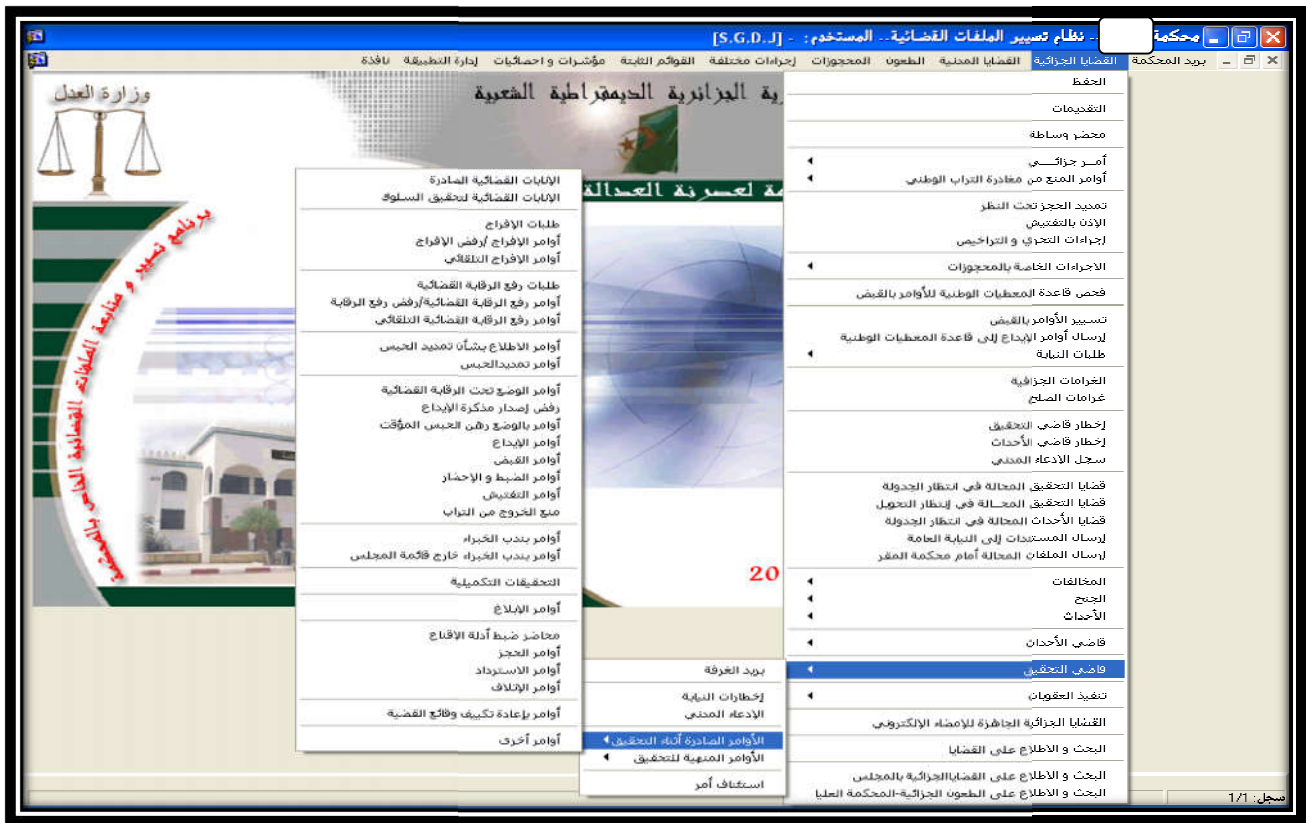 محكمة .. نظام تسيير الملفات القضائية.. المستخدم: - [S.G.D..J]
بريد المحكمة القضايا الجزائية القضايا المدنية الطعون المحجوزات إجراءات مختلفة القوائم الثابتة مؤشرات و احصائيات إدارة التطبيقة نافذة
ية الجزائرية الديمقراطية الشعبية
وزارة العدل
مة لعصرنة العدالة
برنامج تسيير و متابعة الملفات القضائية الخاص بالمحكمة
20
الحفظ
التقديمات
محضر وساطة
أمــر جزائــــي
أوامر المنع من مغادرة التراب الوطني
تمديد الحجز تحت النظر
الإذن بالتفتيش
إجراءات التحري و التراخيص
الاجراءات الخاصة بالمحجوزات
فحص قاعدة المعطيات الوطنية للأوامر بالقبض
تسيير الأوامر بالقبض
إرسال أوامر الإيداع إلى قاعدة المعطيات الوطنية
طلبات النيابة
الغرامات الجزافية
غرامات الصلح
إخطار قاضي التحقيق
إخطار قاضي الأحداث
سجل الادعاء المدني
قضايا التحقيق المحالة في انتظار الجدولة
قضايا التحقيق المحــالة في إنتظار التحويل
قضايا الأحداث المحالة في انتظار الجدولة
إرسال المستندات إلى النيابة العامة
إرسال الملفات المحالة أمام محكمة المقر
المخالفات
الجنح
الأحداث
قاضي الأحداث
قاضي التحقيق
تنفيذ العقوبات
القضايا الجزائية الجاهزة للإمضاء الإلكتروني
البحث و الاطلاع على القضايا
البحث و الاطلاع على القضاياالجزائية بالمجلس
البحث و الاطلاع على الطعون الجزائية-المحكمة العليا
بريد الغرفة
إخطارات النيابة
الإدعاء المدني
الأوامر الصادرة أثناء التحقيق
الأوامر المنهية للتحقيق
استئناف أمر
الإنابات القضائية الصادرة
الإنابات القضائية لتحقيق السلوك
طلبات الإفراج
أوامر الإفراج /رفض الإفراج
أوامر الإفراج التلقائي
طلبات رفع الرقابة القضائية
أوامر رفع الرقابة القضائية/رفض رفع الرقابة
أوامر رفع الرقابة القضائية التلقائي
أوامر الاطلاع بشأن تمديد الحبس
أوامر تمديدالحبس
أوامر الوضع تحت الرقابة القضائية
رفض إصدار مذكرة الإيداع
أوامر بالوضع رهن الحبس المؤقت
أوامر الإيداع
أوامر القبض
أوامر الضبط و الإحضار
أوامر التفتيش
منع الخروج من التراب
أوامر بندب الخبراء
أوامر بندب الخبراء خارج قائمة المجلس
التحقيقات التكميلية
أوامر الإبلاغ
محاضر ضبط أدلة الإقناع
أوامر الحجز
أوامر الاسترداد
أوامر الإتلاف
أوامر بإعادة تكييف وقائع القضية
أوامر أخرى
سجل: 1/1